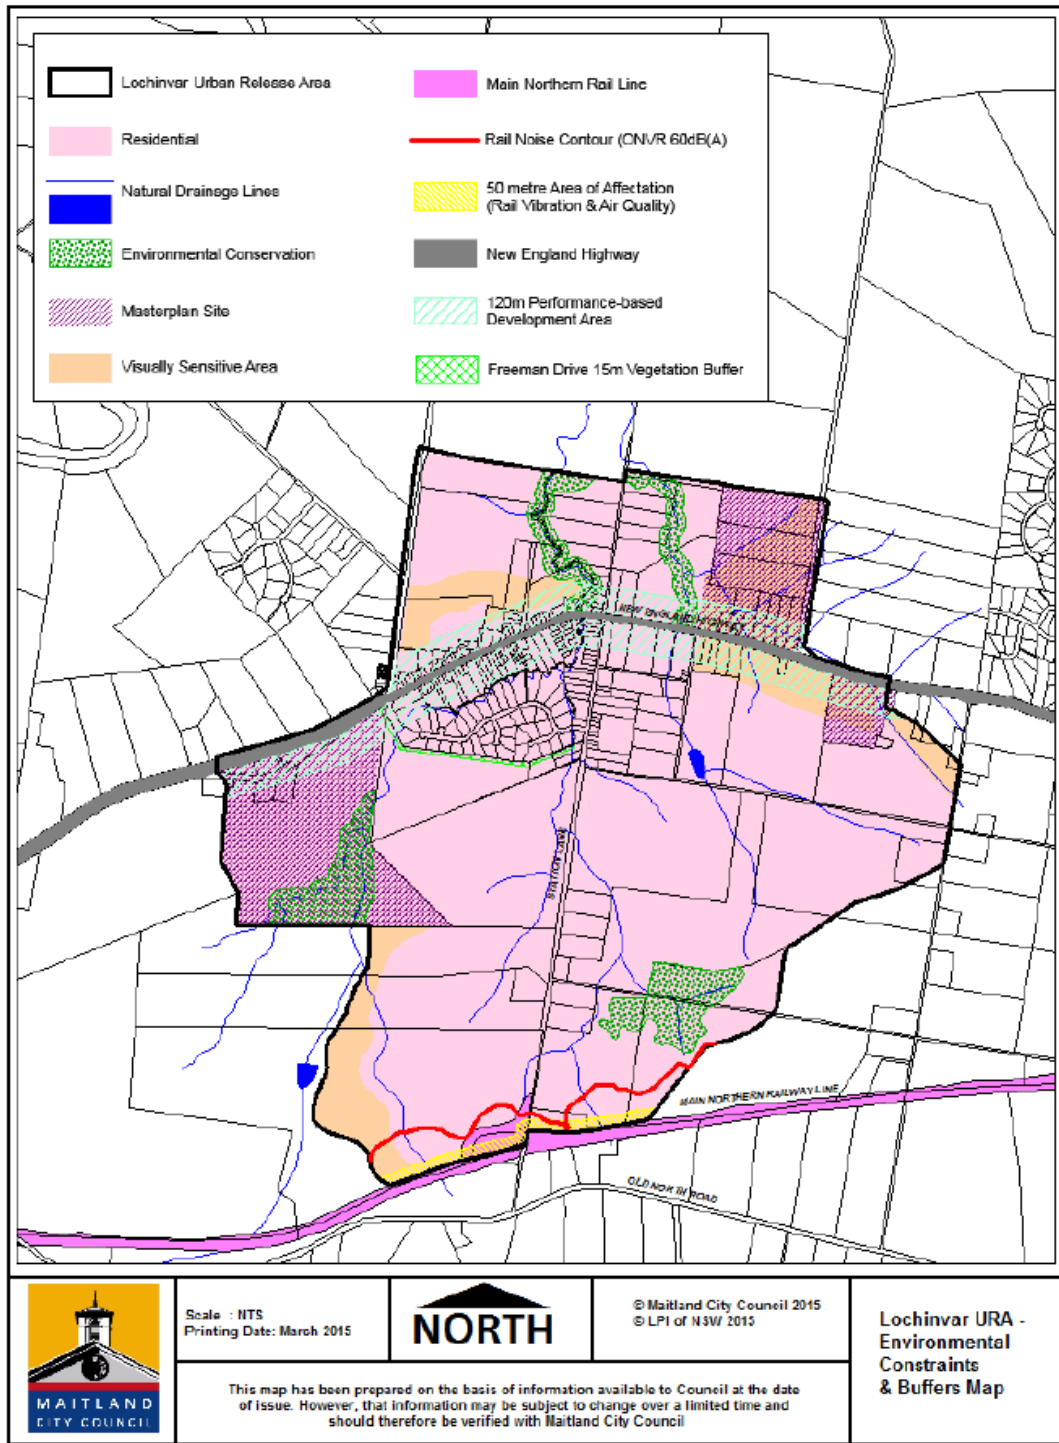 Lochinvar Urban Release Area
Residential
Natural Drainage Lines
Environmental Conservation
Masterplan Site
Visually Sensitive Area
Main Northern Rail Line
Rail Noise Contour (ONVR 60dB(A)
50 metre Area of Affectation
(Rail Vibration & Air Quality)
New England Highway
120m Performance-based
Development Area
Freeman Drive 15m Vegetation Buffer
NEW ENGLAND HIGHWAY
STATION LANE
MAIN NORTHERN RAILWAY LINE
OLD NORTH ROAD
MAITLAND
CITY COUNCIL
Scale : NTS
Printing Date: March 2015
NORTH
© Maitland City Council 2015
© LPI of NSW 2015
This map has been prepared on the basis of information available to Council at the date
of issue. However, that information may be subject to change over a limited time and
should therefore be verified with Maitland City Council
Lochinvar URA -
Environmental
Constraints
& Buffers Map